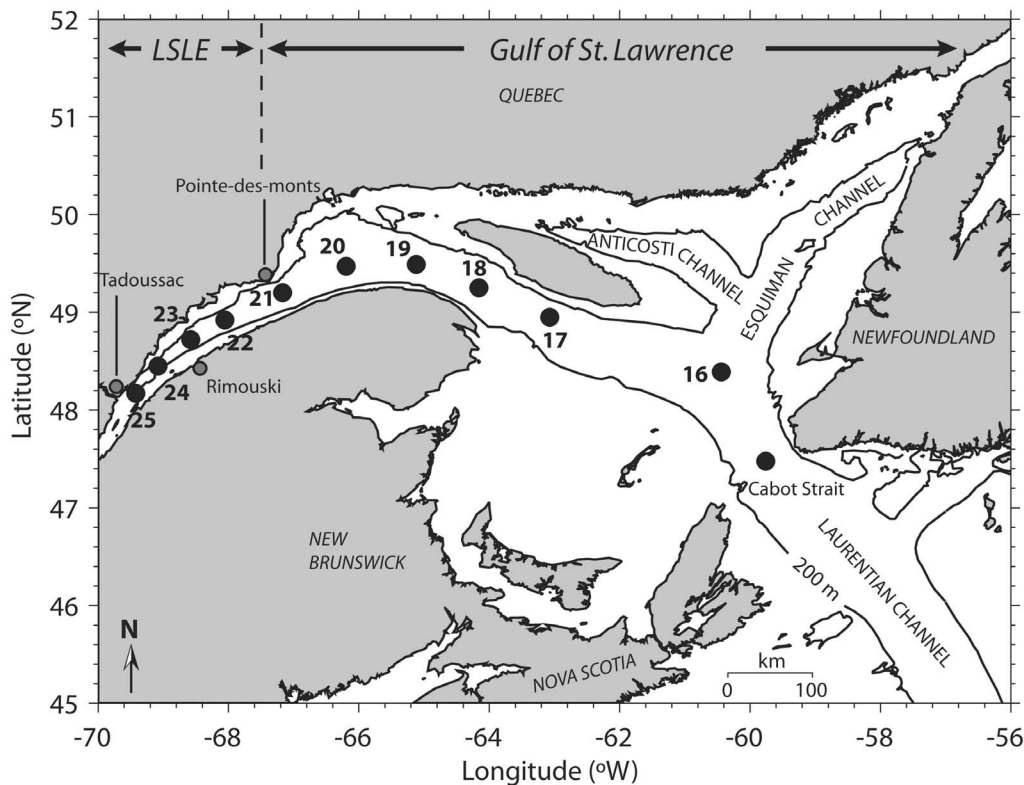 52
51
50
49
48
47
46
45
Latitude (ºN)
LSLE
Gulf of St. Lawrence
QUEBEC
Pointe-des-monts
Tadoussac
20
19
18
17
16
21
22
23
24
25
Rimouski
ANTICOSTI CHANNEL
ESQUIMAN
CHANNEL
NEWFOUNDLAND
Cabot Strait
LAURENTIAN CHANNEL
200 m
NEW
BRUNSWICK
NOVA SCOTIA
N
km
0 100
-70 -68 -66 -64 -62 -60 -58 -56
Longitude (ºW)